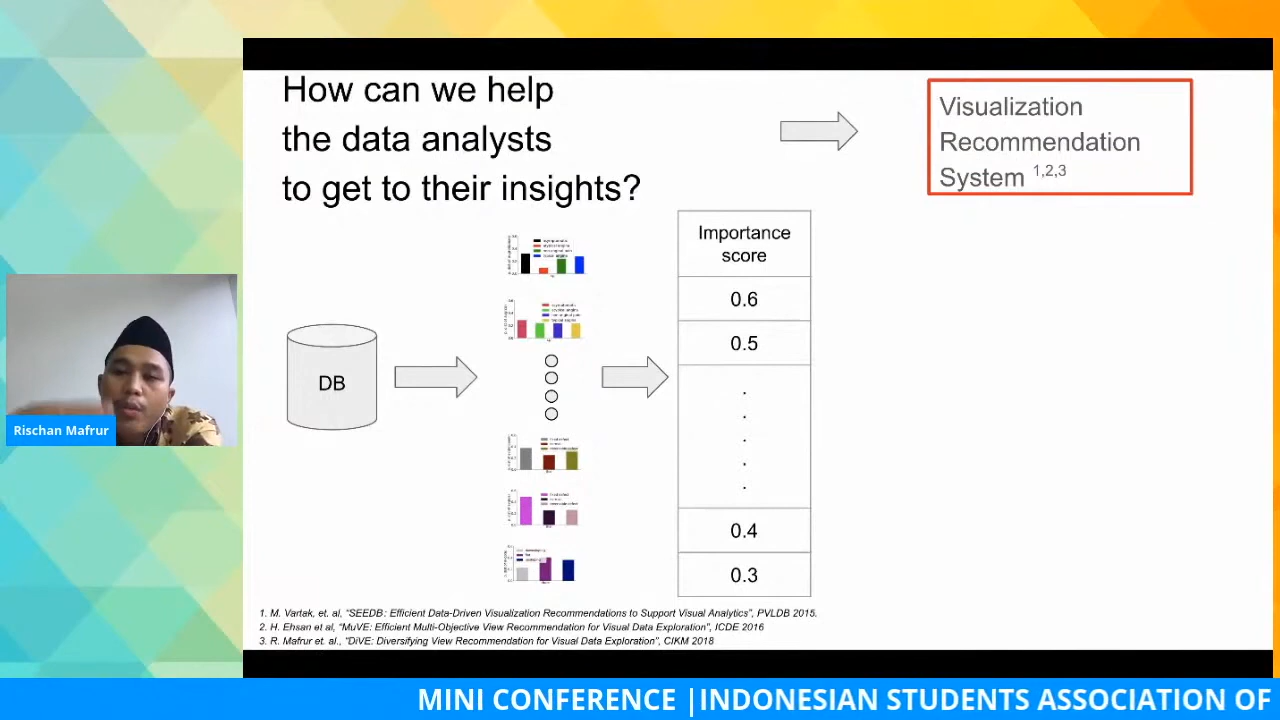 How can we help
the data analysts
to get to their insights?
Visualization
Recommendation
System 1,2,3
Importance
score
0.6
0.5
.
.
.
.
.
0.4
0.3
DB
Rischan Mafrur
1. M. Vartak, et. al, “SEEDB: Efficient Data-Driven Visualization Recommendations to Support Visual Analytics”, PVLDB 2015.
2. H. Ehsan et al, “MuVE: Efficient Multi-Objective View Recommendation for Visual Data Exploration”, ICDE 2016
3. R. Mafrur et. al., “DiVE: Diversifying View Recommendation for Visual Data Exploration”, CIKM 2018
MINI CONFERENCE |INDONESIAN STUDENTS ASSOCIATION OF